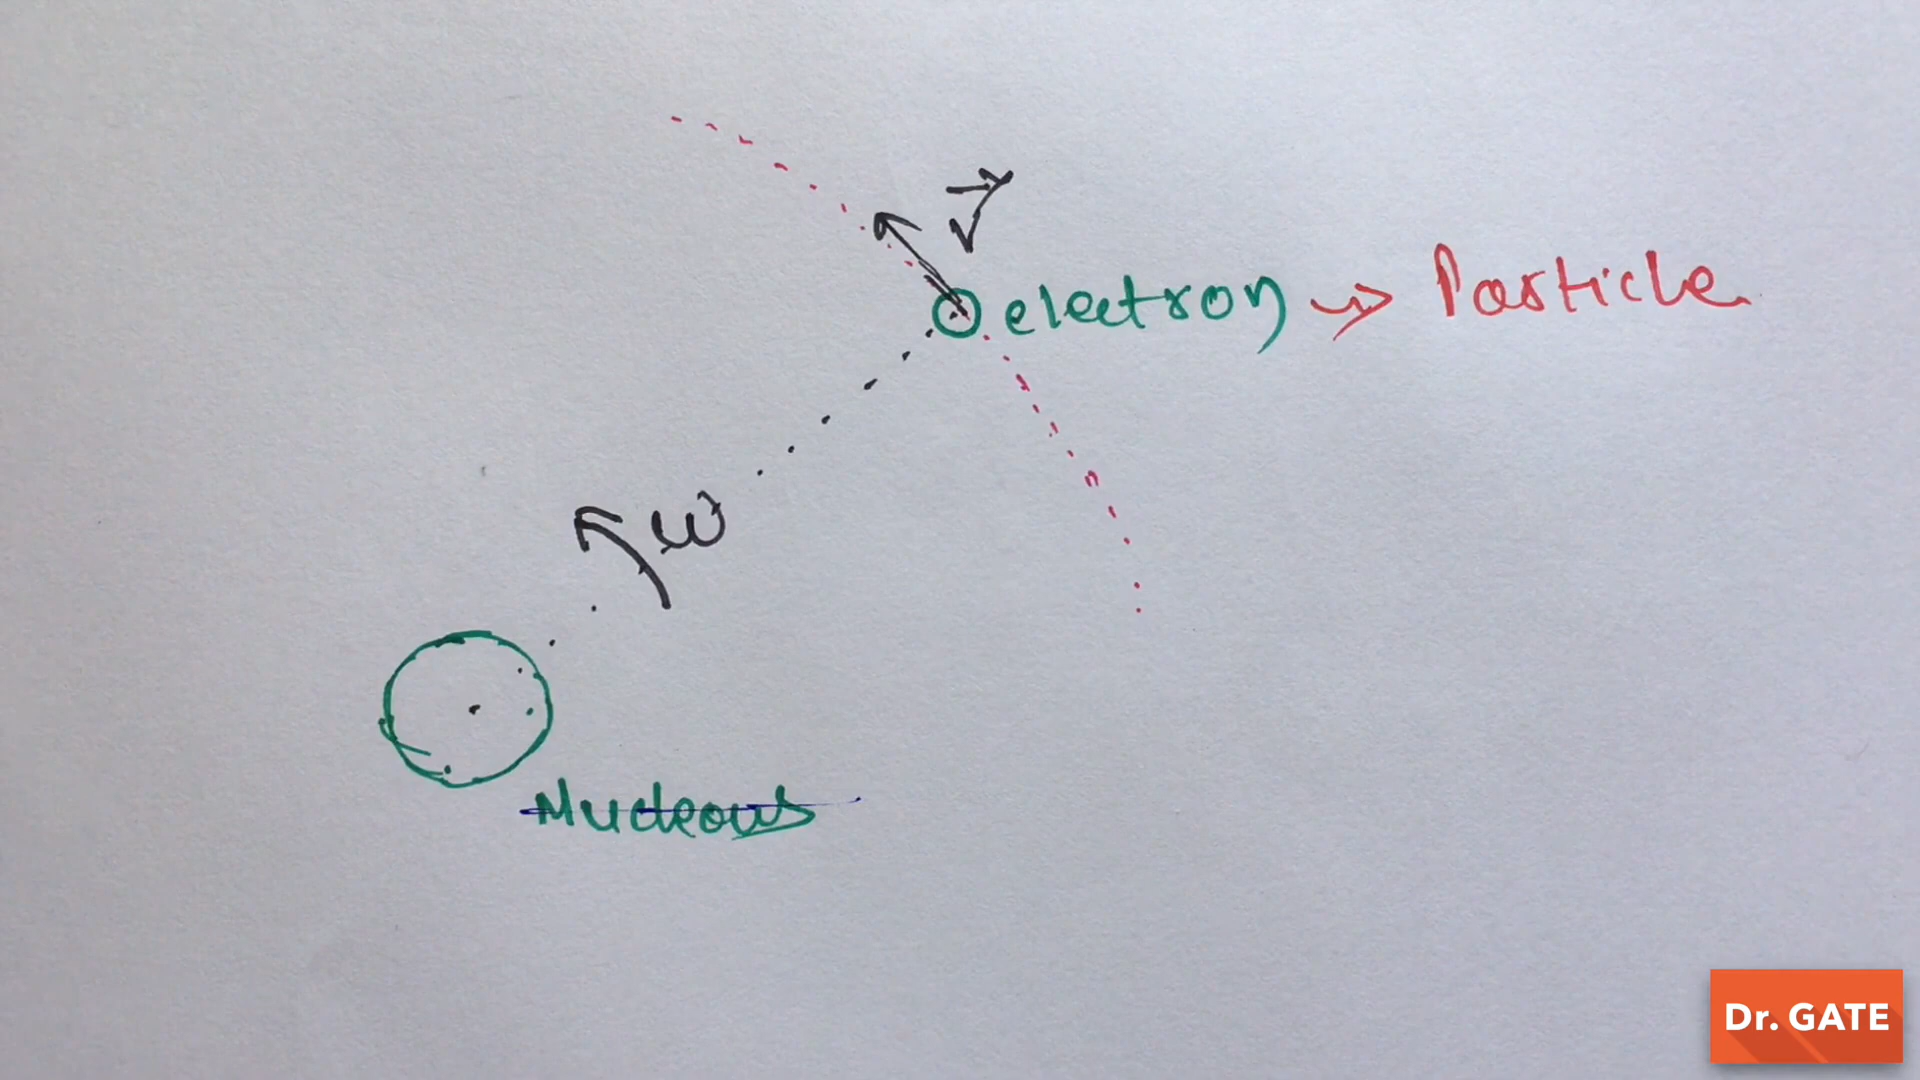 V
electron → Particle
ω
Nucleous
Dr. GATE